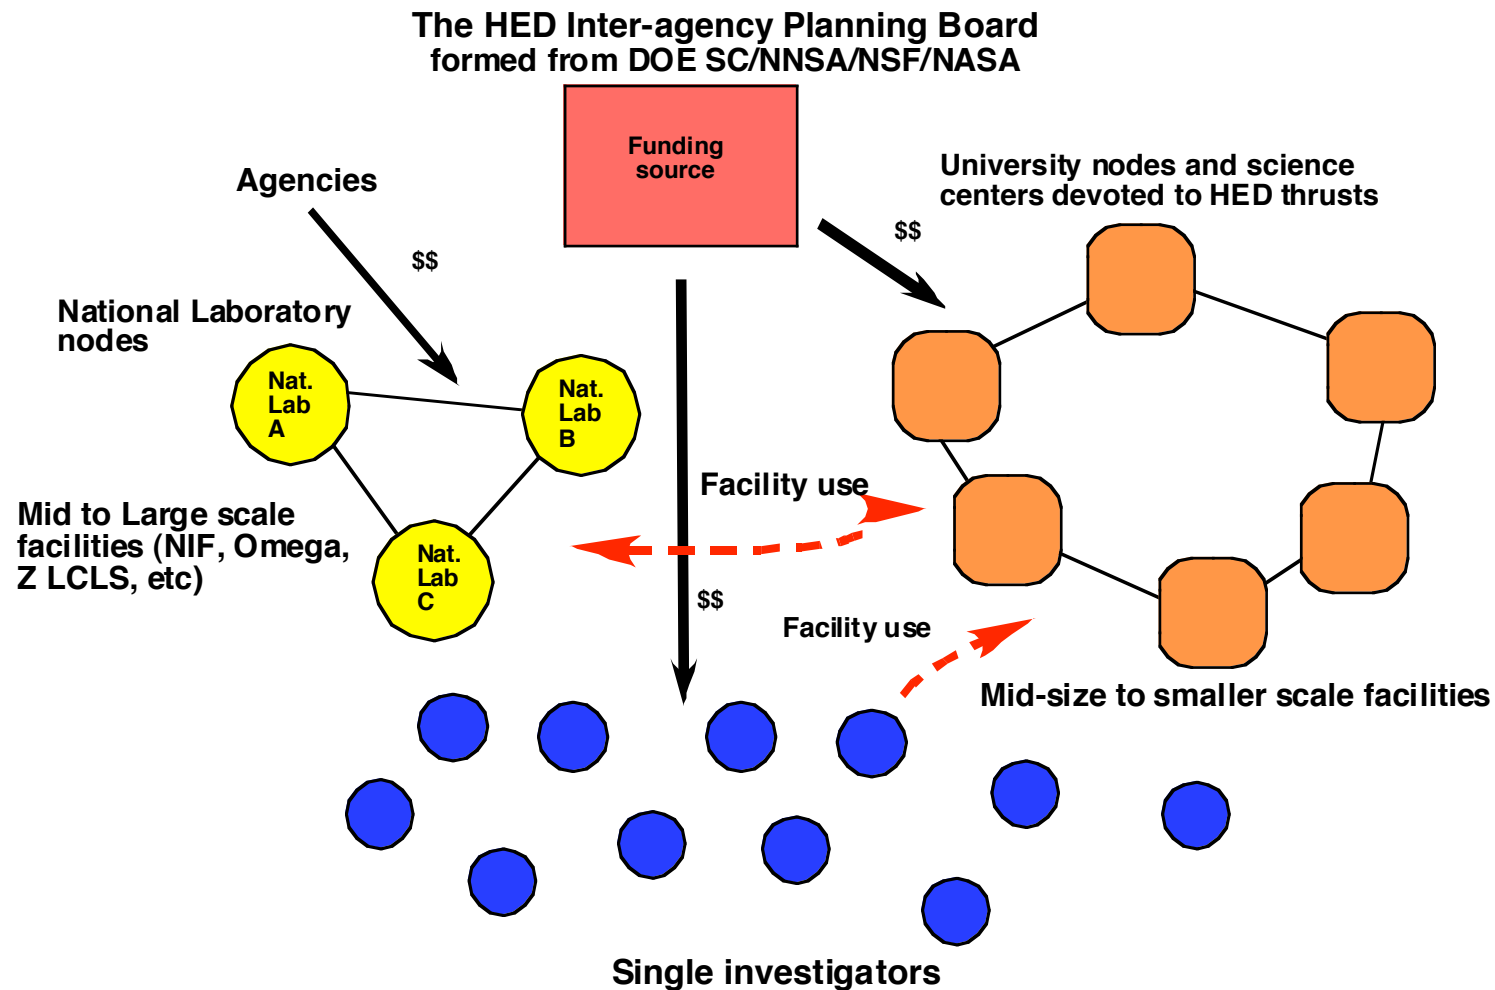 The HED Inter-agency Planning Board
formed from DOE SC/NNSA/NSF/NASA
Funding
source
Agencies
$$
$$
University nodes and science
centers devoted to HED thrusts
National Laboratory
nodes
Nat.
Lab
A
Nat.
Lab
B
Nat.
Lab
C
Mid to Large scale
facilities (NIF, Omega,
Z LCLS, etc)
Facility use
$$
Facility use
Mid-size to smaller scale facilities
Single investigators